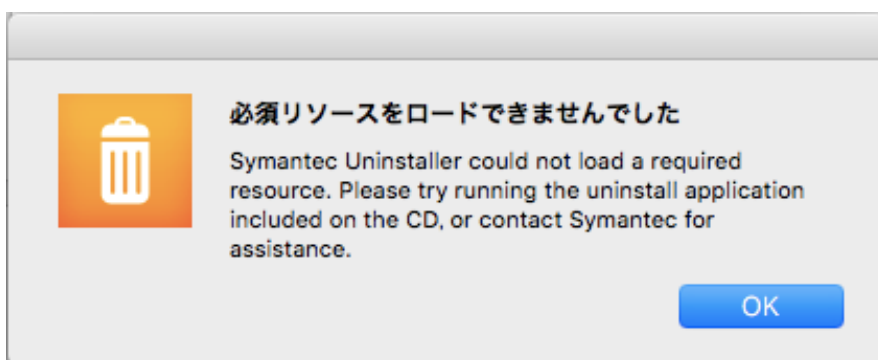 必須リソースをロードできませんでした
Symantec Uninstaller could not load a required
resource. Please try running the uninstall application
included on the CD, or contact Symantec for
assistance.
OK